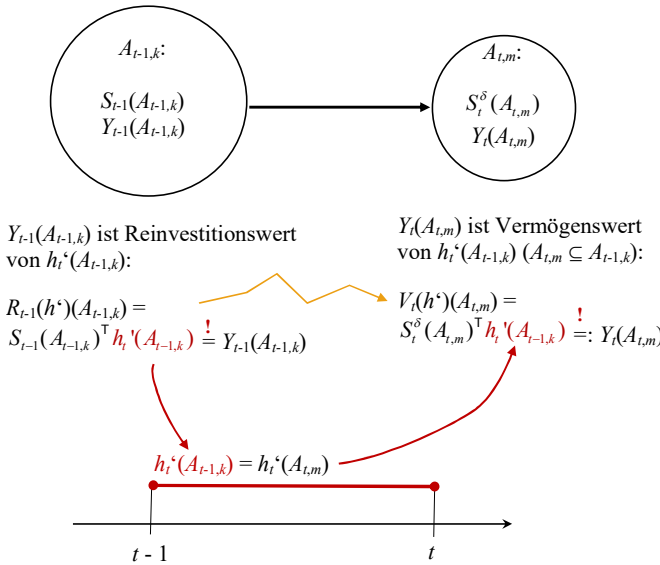 A_{t-1,k}:
S_{t-1}(A_{t-1,k})
Y_{t-1}(A_{t-1,k})
A_{t,m}:
S_t^δ(A_{t,m})
Y_t(A_{t,m})
Y_{t-1}(A_{t-1,k}) ist Reinvestitionswert
von h_t‘(A_{t-1,k}):
R_{t-1}(h‘)(A_{t-1,k}) =
S_{t−1}(A_{t−1,k})^T h_t'(A_{t−1,k}) =^! Y_{t-1}(A_{t-1,k})
Y_t(A_{t,m}) ist Vermögenswert
von h_t‘(A_{t-1,k}) (A_{t,m} ⊆ A_{t-1,k}):
V_t(h‘)(A_{t,m}) =
S_t^δ(A_{t,m})^T h_t'(A_{t−1,k}) =:^! Y_t(A_{t,m})
h_t‘(A_{t-1,k}) = h_t‘(A_{t,m})
t - 1
t